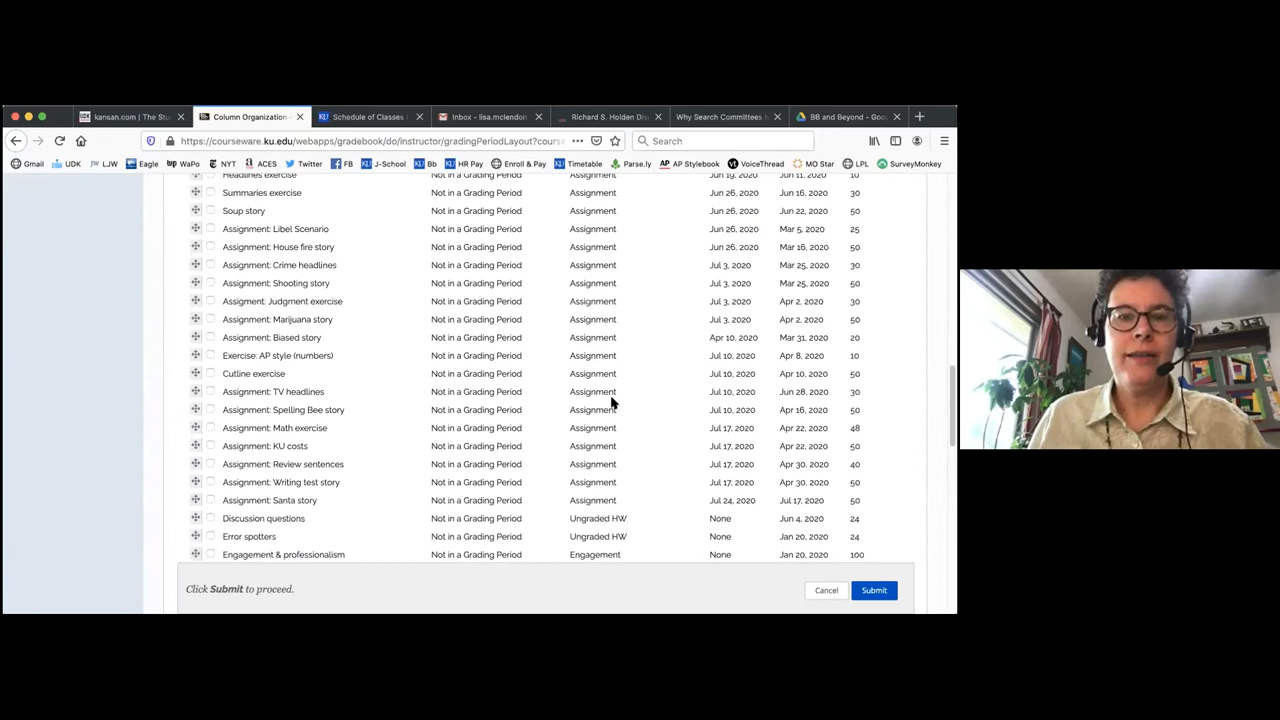 kansan.com | The Stu
Column Organization -
Schedule of Classes |
Inbox - lisa.mclendon
Richard S. Holden Div
Why Search Committees N
BB and Beyond - Goo
https://courseware.ku.edu/webapps/gradebook/do/instructor/gradingPeriodLayout?cours
Search
Gmail UDK LJW Eagle WaPo NYT ACES Twitter FB J-School Bb HR Pay Enroll & Pay Timetable Parse.ly AP Stylebook VoiceThread MO Star LPL SurveyMonkey
Headlines exercise Not in a Grading Period Assignment Jun 19, 2020 Jun 11, 2020 10
Summaries exercise Not in a Grading Period Assignment Jun 26, 2020 Jun 16, 2020 30
Soup story Not in a Grading Period Assignment Jun 26, 2020 Jun 22, 2020 50
Assignment: Libel Scenario Not in a Grading Period Assignment Jun 26, 2020 Mar 5, 2020 25
Assignment: House fire story Not in a Grading Period Assignment Jun 26, 2020 Mar 16, 2020 50
Assignment: Crime headlines Not in a Grading Period Assignment Jul 3, 2020 Mar 25, 2020 30
Assignment: Shooting story Not in a Grading Period Assignment Jul 3, 2020 Mar 25, 2020 50
Assigment: Judgment exercise Not in a Grading Period Assignment Jul 3, 2020 Apr 2, 2020 30
Assignment: Marijuana story Not in a Grading Period Assignment Jul 3, 2020 Apr 2, 2020 50
Assignment: Biased story Not in a Grading Period Assignment Apr 10, 2020 Mar 31, 2020 20
Exercise: AP style (numbers) Not in a Grading Period Assignment Jul 10, 2020 Apr 8, 2020 10
Cutline exercise Not in a Grading Period Assignment Jul 10, 2020 Apr 10, 2020 50
Assignment: TV headlines Not in a Grading Period Assignment Jul 10, 2020 Jun 28, 2020 30
Assignment: Spelling Bee story Not in a Grading Period Assignment Jul 10, 2020 Apr 16, 2020 50
Assignment: Math exercise Not in a Grading Period Assignment Jul 17, 2020 Apr 22, 2020 48
Assignment: KU costs Not in a Grading Period Assignment Jul 17, 2020 Apr 22, 2020 50
Assignment: Review sentences Not in a Grading Period Assignment Jul 17, 2020 Apr 30, 2020 40
Assignment: Writing test story Not in a Grading Period Assignment Jul 17, 2020 Apr 30, 2020 50
Assignment: Santa story Not in a Grading Period Assignment Jul 24, 2020 Jul 17, 2020 50
Discussion questions Not in a Grading Period Ungraded HW None Jun 4, 2020 24
Error spotters Not in a Grading Period Ungraded HW None Jan 20, 2020 24
Engagement & professionalism Not in a Grading Period Engagement None Jan 20, 2020 100
Click Submit to proceed.
Cancel
Submit